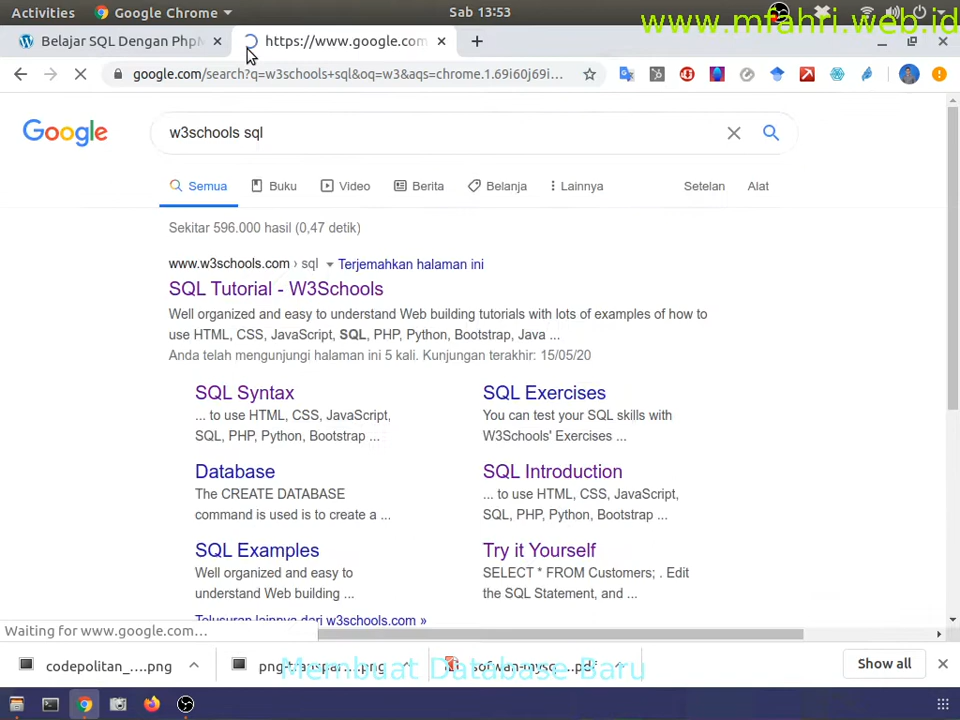 Activities Google Chrome Sab 13:53
www.mfahri.web.id
Belajar SQL Dengan PhpM https://www.google.com
google.com/search?q=w3schools+sql&oq=w3&aqs=chrome.1.69i60j69i...
Google w3schools sql
Semua Buku Video Berita Belanja Lainnya Setelan Alat
Sekitar 596.000 hasil (0,47 detik)
www.w3schools.com › sql Terjemahkan halaman ini
SQL Tutorial - W3Schools
Well organized and easy to understand Web building tutorials with lots of examples of how to
use HTML, CSS, JavaScript, SQL, PHP, Python, Bootstrap, Java ...
Anda telah mengunjungi halaman ini 5 kali. Kunjungan terakhir: 15/05/20
SQL Syntax
... to use HTML, CSS, JavaScript,
SQL, PHP, Python, Bootstrap ...
SQL Exercises
You can test your SQL skills with
W3Schools' Exercises ...
Database
The CREATE DATABASE
command is used is to create a ...
SQL Introduction
... to use HTML, CSS, JavaScript,
SQL, PHP, Python, Bootstrap ...
SQL Examples
Well organized and easy to
understand Web building ...
Try it Yourself
SELECT * FROM Customers; . Edit
the SQL Statement, and ...
Telusuran lainnya dari w3schools.com »
Waiting for www.google.com...
codepolitan_....png png-transpar....png sofwan-mysq....pdf Show all
Membuat Database Baru